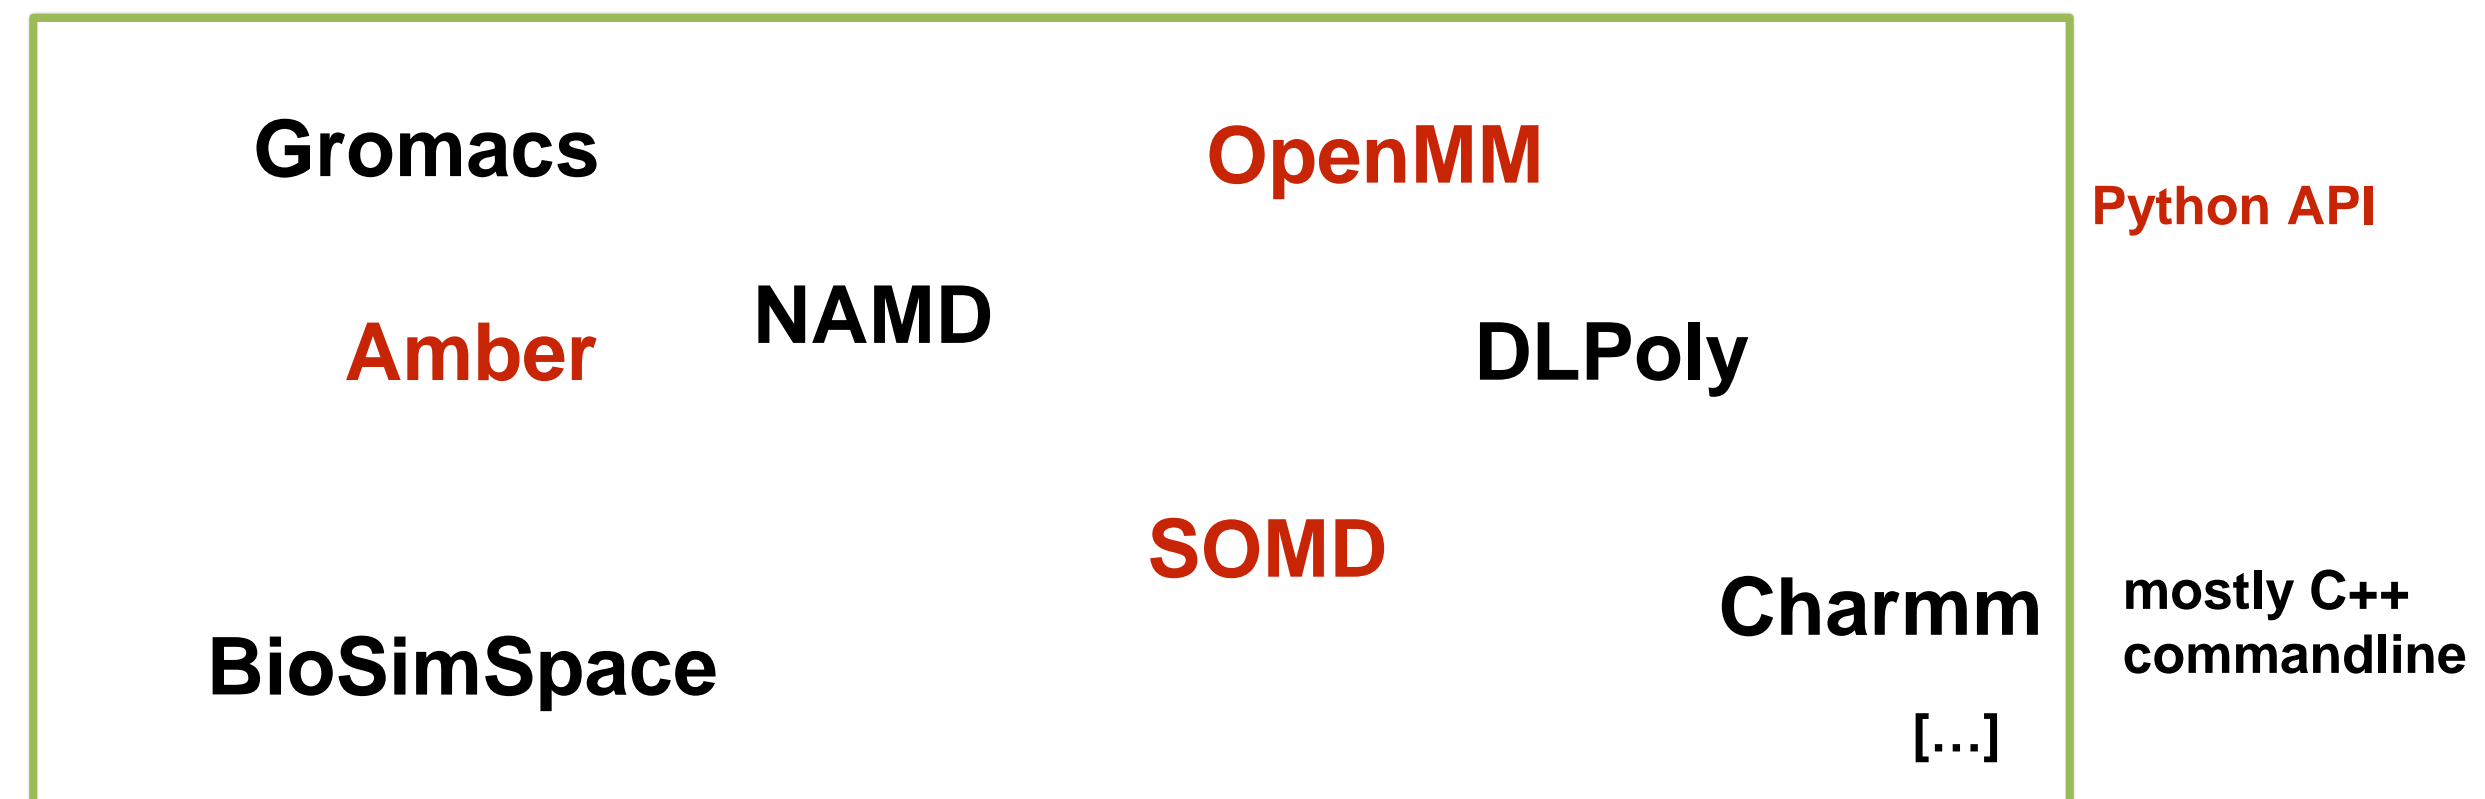 Gromacs
OpenMM
Python API
NAMD
Amber
DLPoly
SOMD
Charmm
mostly C++
commandline
BioSimSpace
[…]